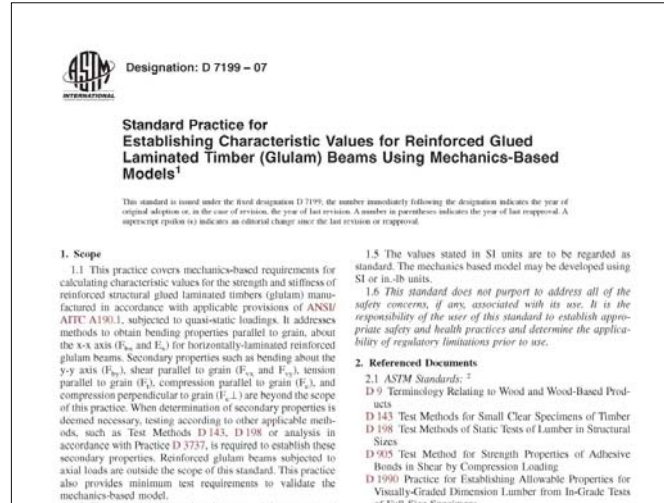 ASTM
INTERNATIONAL
Designation: D 7199 – 07
Standard Practice for
Establishing Characteristic Values for Reinforced Glued
Laminated Timber (Glulam) Beams Using Mechanics-Based
Models¹
This standard is issued under the fixed designation D 7199; the number immediately following the designation indicates the year of
original adoption or, in the case of revision, the year of last revision. A number in parentheses indicates the year of last reapproval. A
superscript epsilon (ε) indicates an editorial change since the last revision or reapproval.
1. Scope
1.1 This practice covers mechanics-based requirements for
calculating characteristic values for the strength and stiffness of
reinforced structural glued laminated timbers (glulam) manu-
factured in accordance with applicable provisions of ANSI/
AITC A190.1, subjected to quasi-static loadings. It addresses
methods to obtain bending properties parallel to grain, about
the x-x axis (Fbx and Ex) for horizontally-laminated reinforced
glulam beams. Secondary properties such as bending about the
y-y axis (Fby), shear parallel to grain (Fvx and Fvy), tension
parallel to grain (Ft), compression parallel to grain (Fc), and
compression perpendicular to grain (Fc⊥) are beyond the scope
of this practice. When determination of secondary properties is
deemed necessary, testing according to other applicable meth-
ods, such as Test Methods D 143, D 198 or analysis in
accordance with Practice D 3737, is required to establish these
secondary properties. Reinforced glulam beams subjected to
axial loads are outside the scope of this standard. This practice
also provides minimum test requirements to validate the
mechanics-based model.
1.5 The values stated in SI units are to be regarded as
standard. The mechanics based model may be developed using
SI or in.-lb units.
1.6 This standard does not purport to address all of the
safety concerns, if any, associated with its use. It is the
responsibility of the user of this standard to establish appro-
priate safety and health practices and determine the applica-
bility of regulatory limitations prior to use.
2. Referenced Documents
2.1 ASTM Standards: ²
D 9 Terminology Relating to Wood and Wood-Based Prod-
ucts
D 143 Test Methods for Small Clear Specimens of Timber
D 198 Test Methods of Static Tests of Lumber in Structural
Sizes
D 905 Test Method for Strength Properties of Adhesive
Bonds in Shear by Compression Loading
D 1990 Practice for Establishing Allowable Properties for
Visually-Graded Dimension Lumber from In-Grade Tests
of Full-Size Specimens